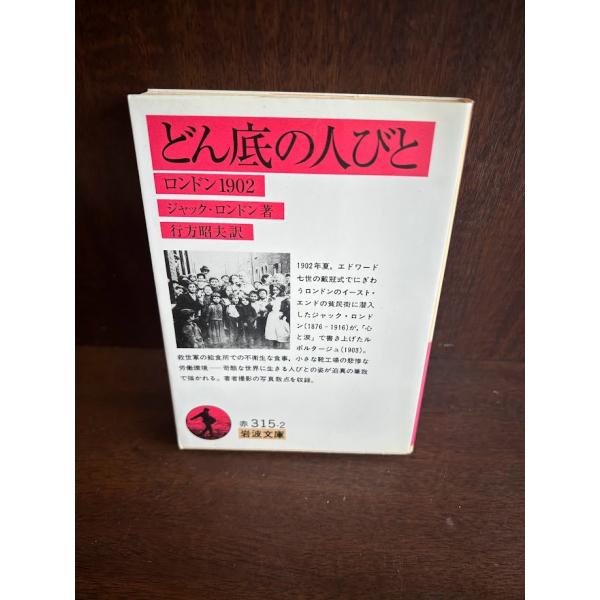 どん底の人びと
ロンドン1902
ジャック・ロンドン著
行方昭夫訳
1902年夏，エドワード
七世の戴冠式でにぎわ
うロンドンのイースト・
エンドの貧民街に潜入
したジャック・ロンド
ン(1876-1916)が，「心
と涙」で書き上げたル
ポルタージュ(1903)。
救世軍の給食所での不衛生な食事，小さな靴工場の悲惨な
労働環境──苛酷な世界に生きる人びとの姿が迫真の筆致
で描かれる。著者撮影の写真数点を収録。
赤315-2
岩波文庫